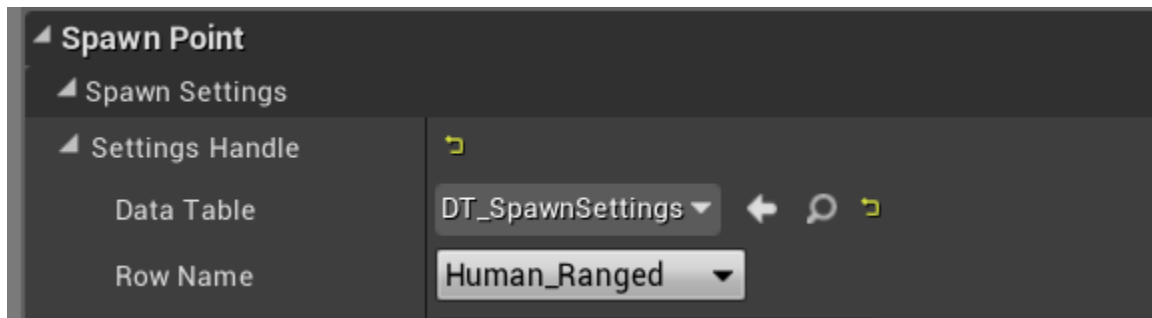 Spawn Point
Spawn Settings
Settings Handle
Data Table DT_SpawnSettings
Row Name Human_Ranged